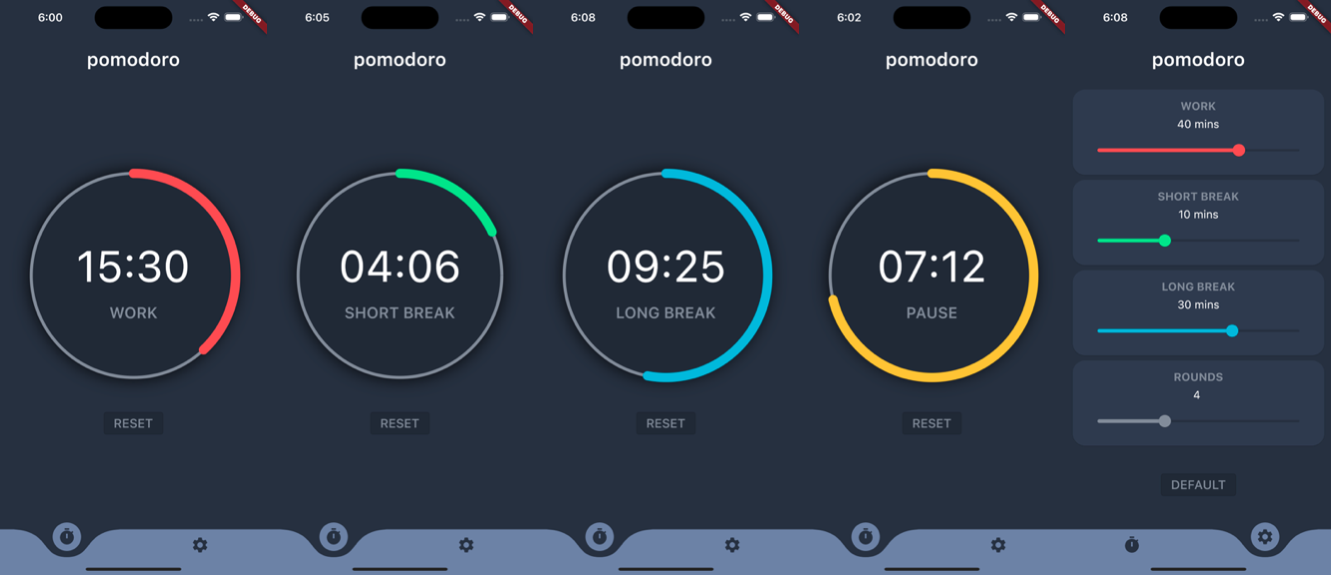 6:00
DEBUG
pomodoro
15:30
WORK
RESET
6:05
DEBUG
pomodoro
04:06
SHORT BREAK
RESET
6:08
DEBUG
pomodoro
09:25
LONG BREAK
RESET
6:02
DEBUG
pomodoro
07:12
PAUSE
RESET
6:08
DEBUG
pomodoro
WORK
40 mins
SHORT BREAK
10 mins
LONG BREAK
30 mins
ROUNDS
4
DEFAULT